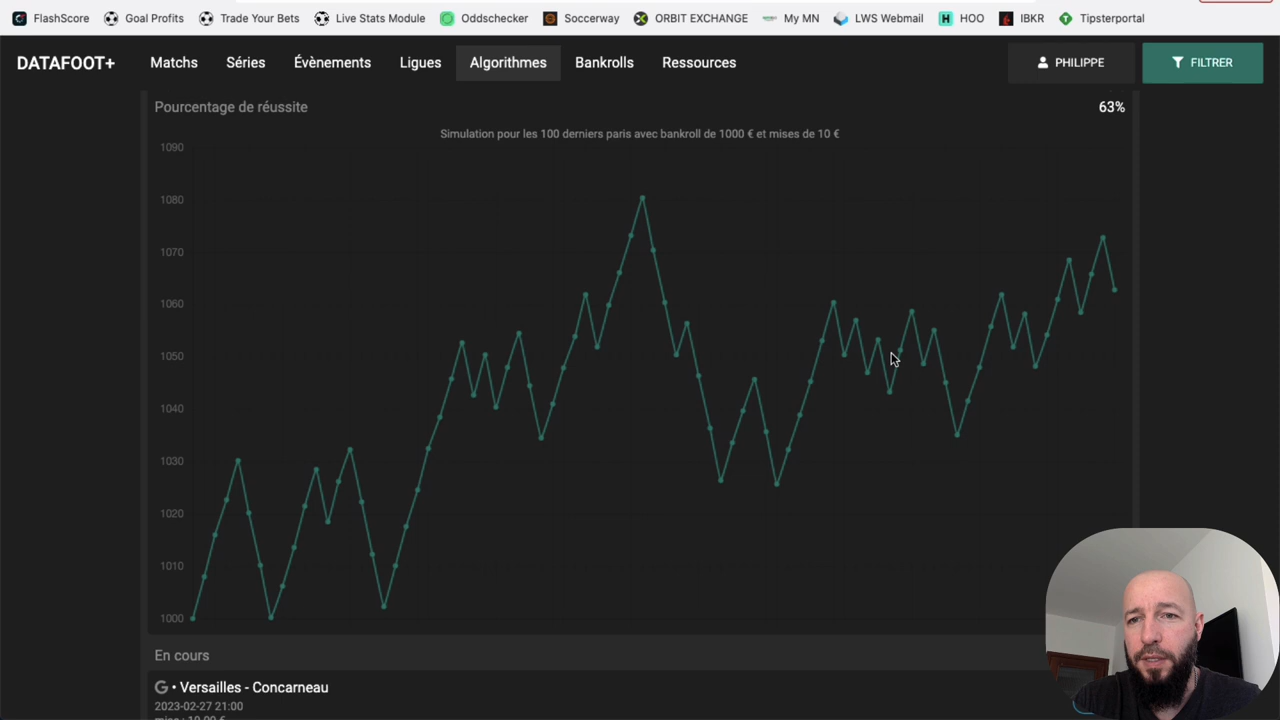 FlashScore Goal Profits Trade Your Bets Live Stats Module Oddschecker Soccerway ORBIT EXCHANGE My MN LWS Webmail HOO IBKR Tipsterportal
DATAFOOT+ Matchs Séries Évènements Ligues Algorithmes Bankrolls Ressources PHILIPPE FILTRER
Pourcentage de réussite 63%
Simulation pour les 100 derniers paris avec bankroll de 1000 € et mises de 10 €
1090
1080
1070
1060
1050
1040
1030
1020
1010
1000
En cours
G • Versailles - Concarneau
2023-02-27 21:00
mise : 10.00 €